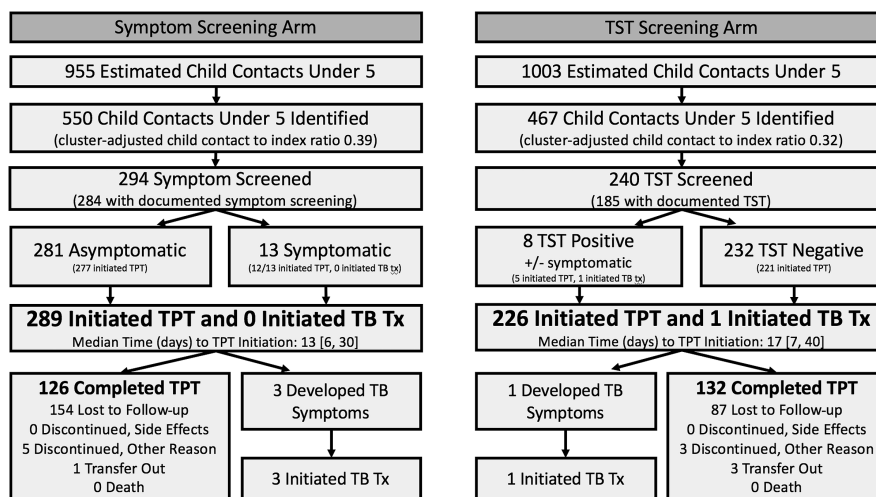 Symptom Screening Arm
955 Estimated Child Contacts Under 5
550 Child Contacts Under 5 Identified
(cluster-adjusted child contact to index ratio 0.39)
294 Symptom Screened
(284 with documented symptom screening)
281 Asymptomatic
(277 initiated TPT)
13 Symptomatic
(12/13 initiated TPT, 0 initiated TB tx)
289 Initiated TPT and 0 Initiated TB Tx
Median Time (days) to TPT Initiation: 13 [6, 30]
126 Completed TPT
154 Lost to Follow-up
0 Discontinued, Side Effects
5 Discontinued, Other Reason
1 Transfer Out
0 Death
3 Developed TB
Symptoms
3 Initiated TB Tx
TST Screening Arm
1003 Estimated Child Contacts Under 5
467 Child Contacts Under 5 Identified
(cluster-adjusted child contact to index ratio 0.32)
240 TST Screened
(185 with documented TST)
8 TST Positive
+/- symptomatic
(5 initiated TPT, 1 initiated TB tx)
232 TST Negative
(221 initiated TPT)
226 Initiated TPT and 1 Initiated TB Tx
Median Time (days) to TPT Initiation: 17 [7, 40]
1 Developed TB
Symptoms
1 Initiated TB Tx
132 Completed TPT
87 Lost to Follow-up
0 Discontinued, Side Effects
3 Discontinued, Other Reason
3 Transfer Out
0 Death